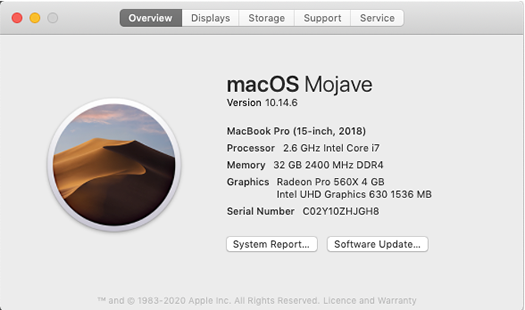 Overview Displays Storage Support Service
macOS Mojave
Version 10.14.6
MacBook Pro (15-inch, 2018)
Processor 2.6 GHz Intel Core i7
Memory 32 GB 2400 MHz DDR4
Graphics Radeon Pro 560X 4 GB
Intel UHD Graphics 630 1536 MB
Serial Number C02Y10ZHJGH8
System Report... Software Update...
™ and © 1983-2020 Apple Inc. All Rights Reserved. Licence and Warranty